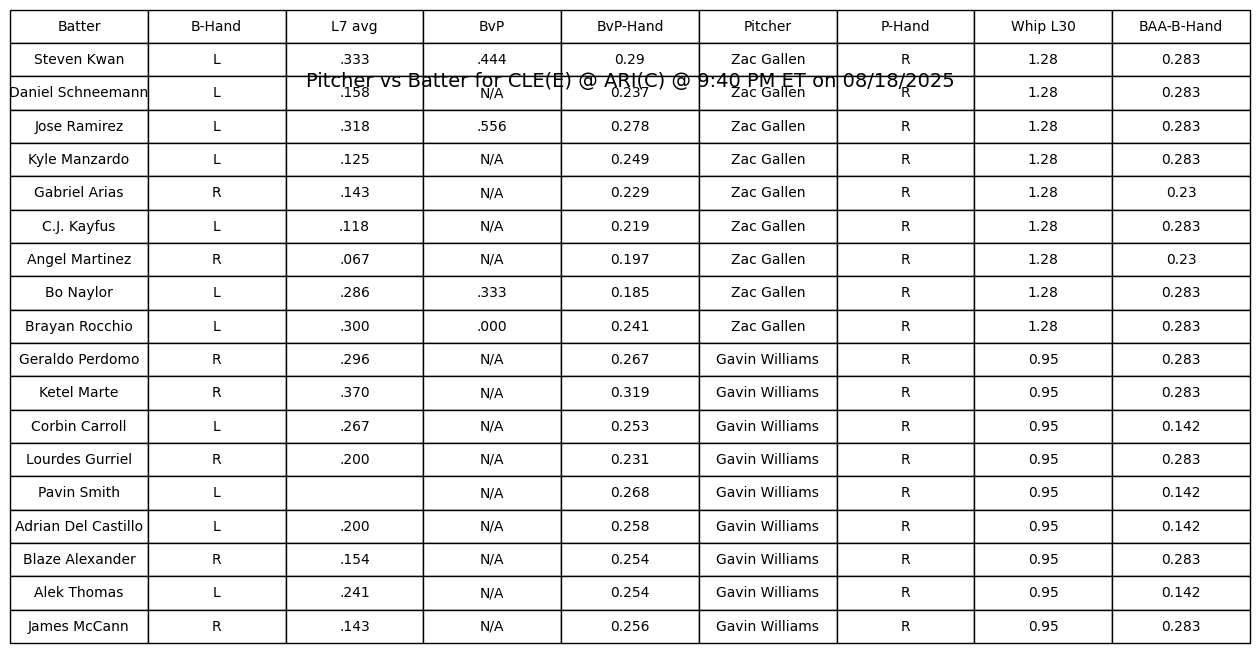 Batter B-Hand L7 avg BvP BvP-Hand Pitcher P-Hand Whip L30 BAA-B-Hand
Steven Kwan L .333 .444 0.29 Zac Gallen R 1.28 0.283
Pitcher vs Batter for CLE(E) @ ARI(C) @ 9:40 PM ET on 08/18/2025
Daniel Schneemann L .158 N/A 0.237 Zac Gallen R 1.28 0.283
Jose Ramirez L .318 .556 0.278 Zac Gallen R 1.28 0.283
Kyle Manzardo L .125 N/A 0.249 Zac Gallen R 1.28 0.283
Gabriel Arias R .143 N/A 0.229 Zac Gallen R 1.28 0.23
C.J. Kayfus L .118 N/A 0.219 Zac Gallen R 1.28 0.283
Angel Martinez R .067 N/A 0.197 Zac Gallen R 1.28 0.23
Bo Naylor L .286 .333 0.185 Zac Gallen R 1.28 0.283
Brayan Rocchio L .300 .000 0.241 Zac Gallen R 1.28 0.283
Geraldo Perdomo R .296 N/A 0.267 Gavin Williams R 0.95 0.283
Ketel Marte R .370 N/A 0.319 Gavin Williams R 0.95 0.283
Corbin Carroll L .267 N/A 0.253 Gavin Williams R 0.95 0.142
Lourdes Gurriel R .200 N/A 0.231 Gavin Williams R 0.95 0.283
Pavin Smith L N/A 0.268 Gavin Williams R 0.95 0.142
Adrian Del Castillo L .200 N/A 0.258 Gavin Williams R 0.95 0.142
Blaze Alexander R .154 N/A 0.254 Gavin Williams R 0.95 0.283
Alek Thomas L .241 N/A 0.254 Gavin Williams R 0.95 0.142
James McCann R .143 N/A 0.256 Gavin Williams R 0.95 0.283